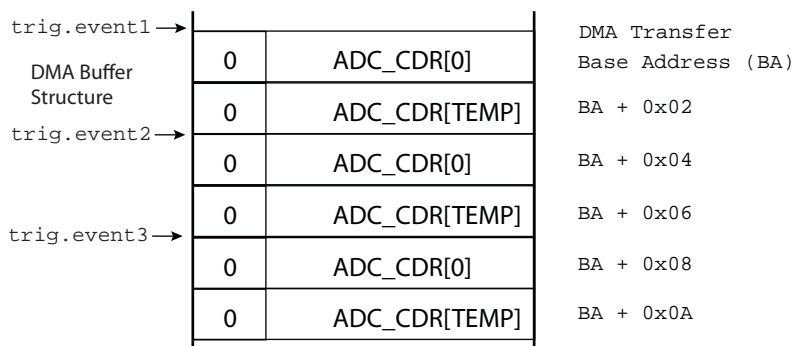 trig.event1
DMA Transfer
0 ADC_CDR[0] Base Address (BA)
DMA Buffer
Structure
0 ADC_CDR[TEMP] BA + 0x02
trig.event2
0 ADC_CDR[0] BA + 0x04
0 ADC_CDR[TEMP] BA + 0x06
trig.event3
0 ADC_CDR[0] BA + 0x08
0 ADC_CDR[TEMP] BA + 0x0A